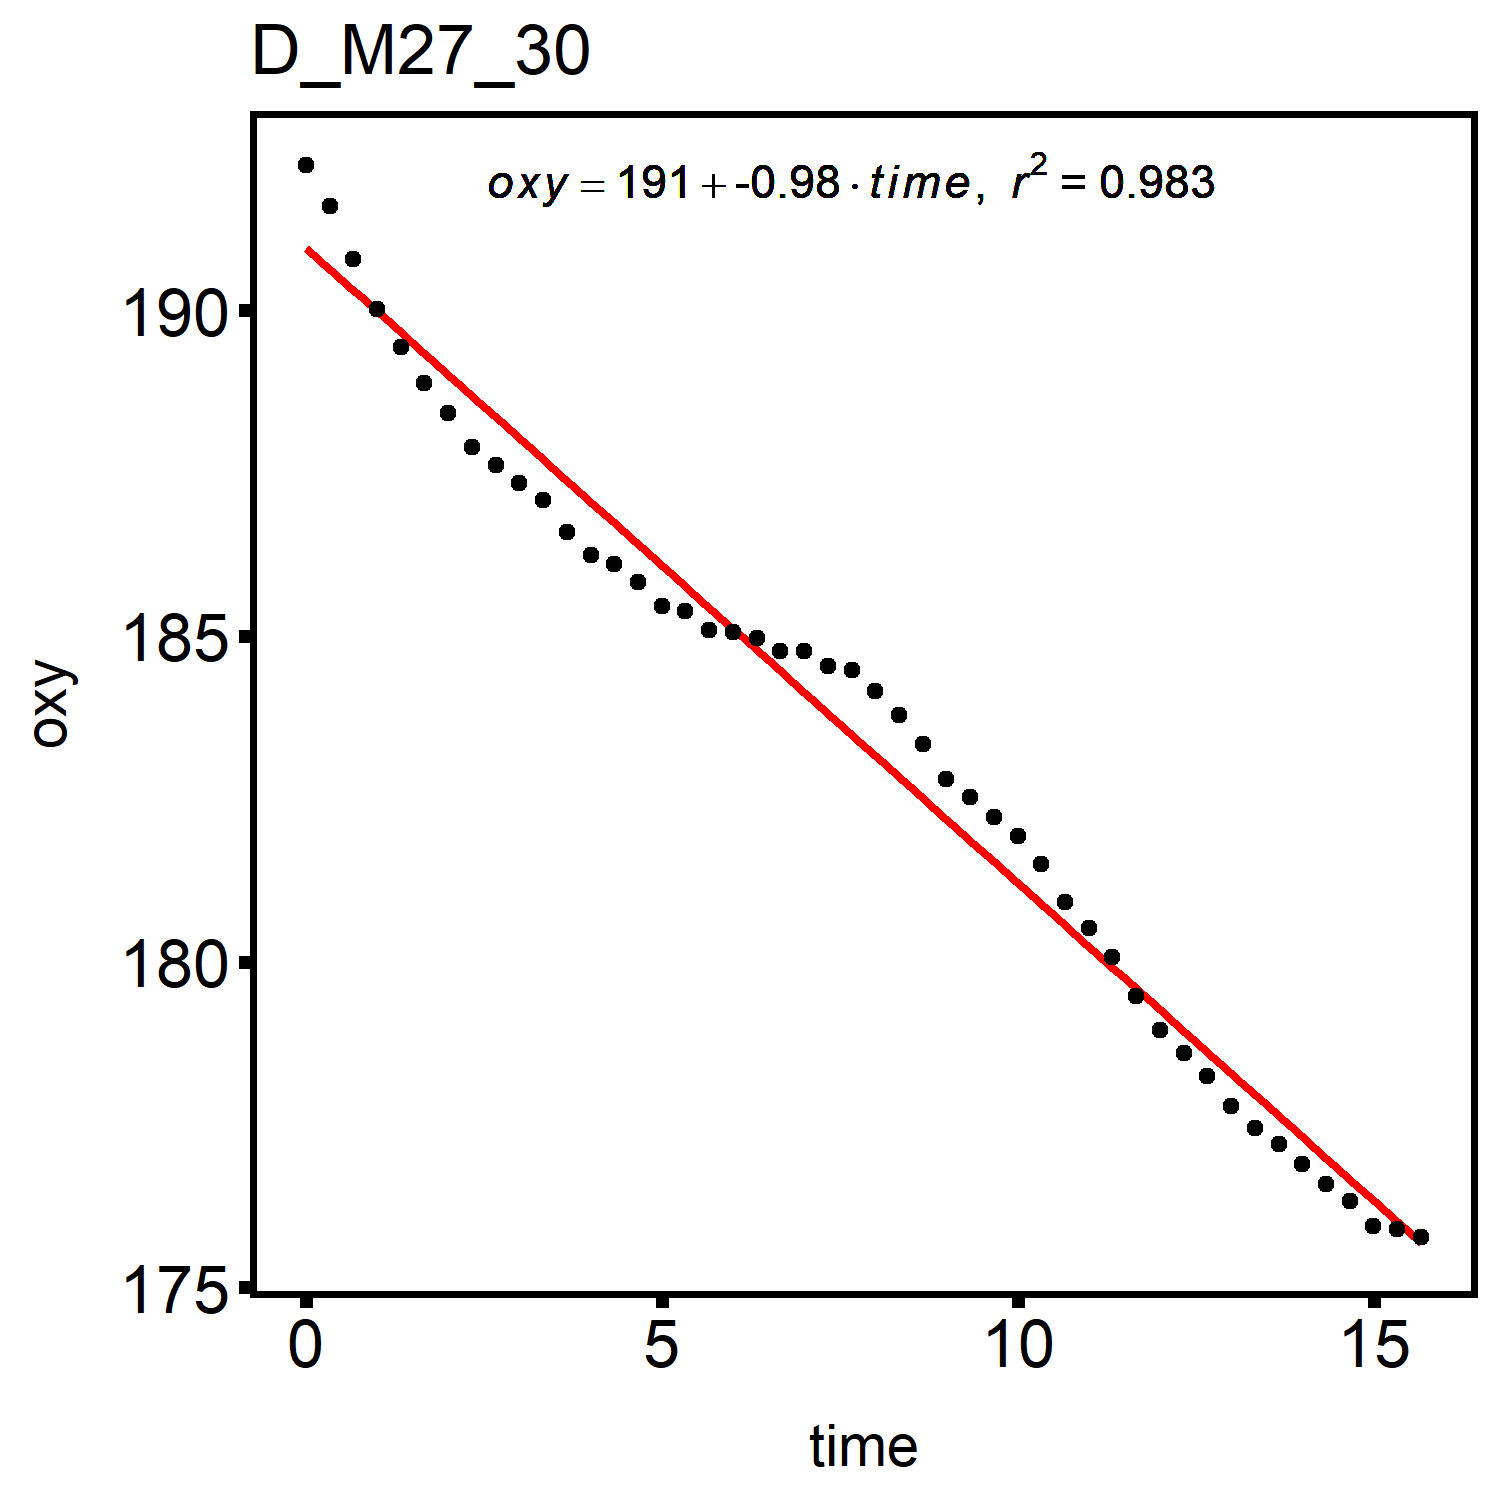 D_M27_30
oxy = 191 + -0.98 · time, r² = 0.983
190
185
180
175
oxy
0 5 10 15
time